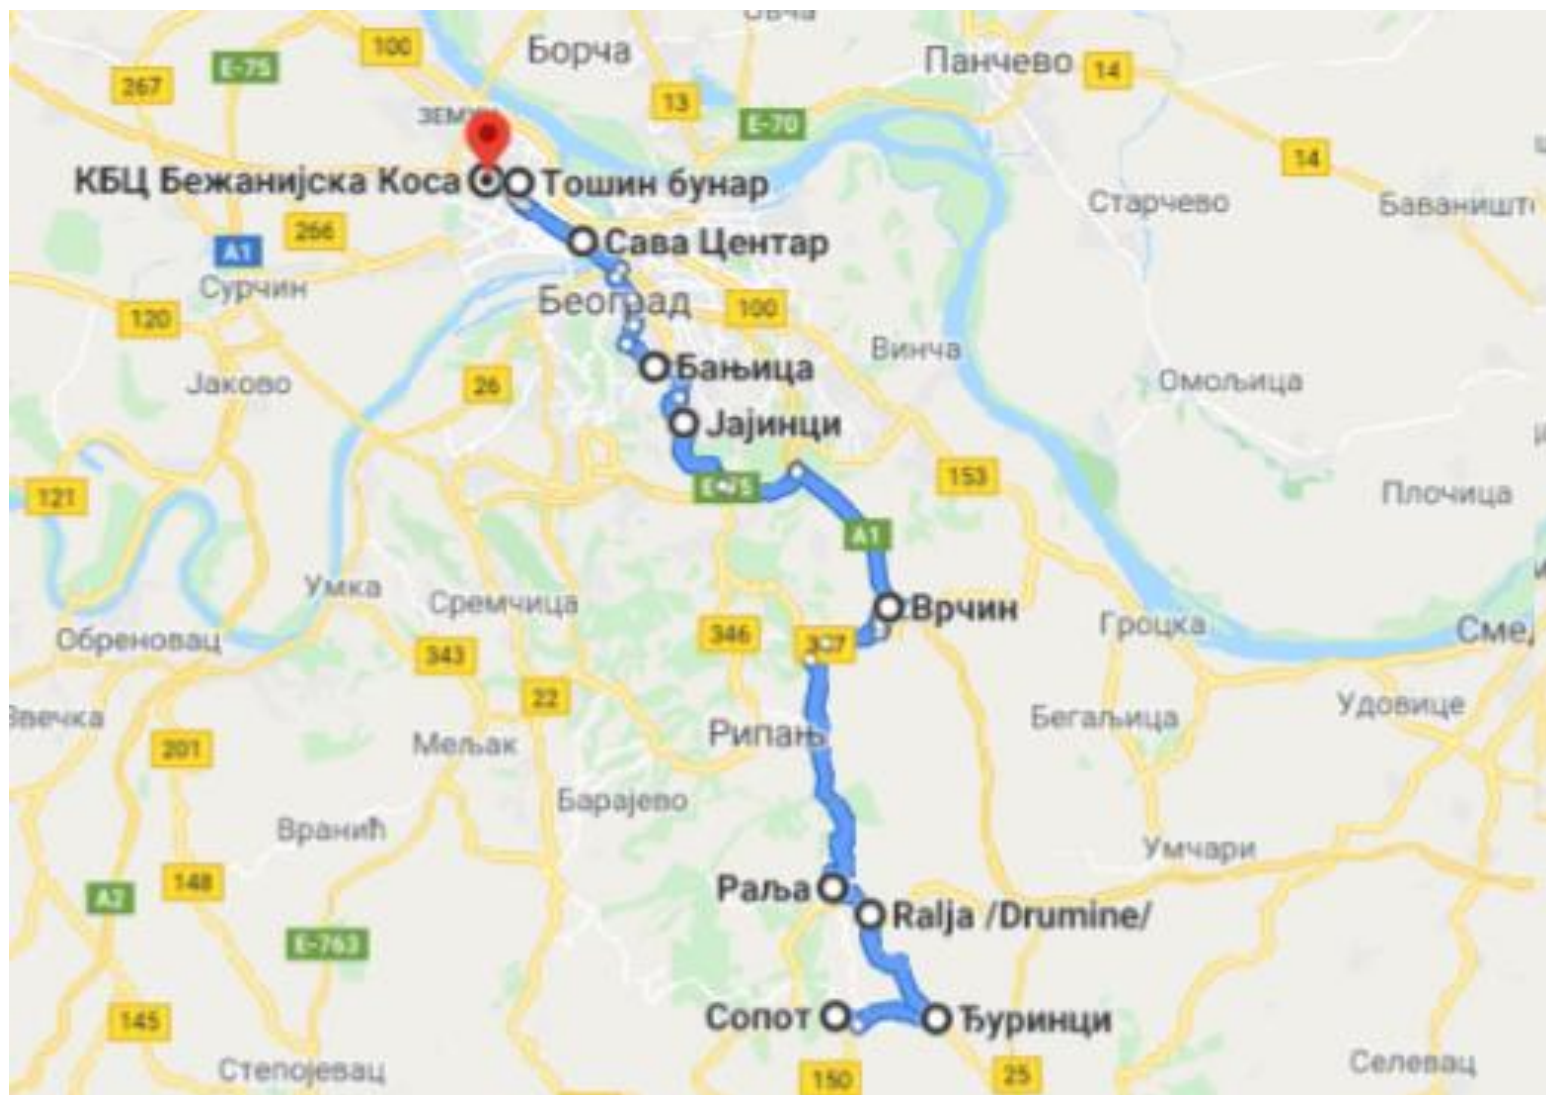 Борча
100
Панчево
14
E-75
267
13
E-70
14
КБЦ Бежанијска Коса
Тошин бунар
Старчево
266
A1
Сава Центар
Сурчин
Београд
100
120
Винча
Јаково
26
Бањица
Омољица
Јајинци
121
E-75
153
Плочица
A1
Умка
Сремчица
Врчин
Обреновац
346
Гроцка
343
22
Бегаљица
Удовице
201
Мељак
Рипањ
Барајево
Вранић
Умчари
148
A2
Раља
Ralja /Drumine/
E-763
Сопот
Ђуринци
145
Степојевац
150
25
Селевац